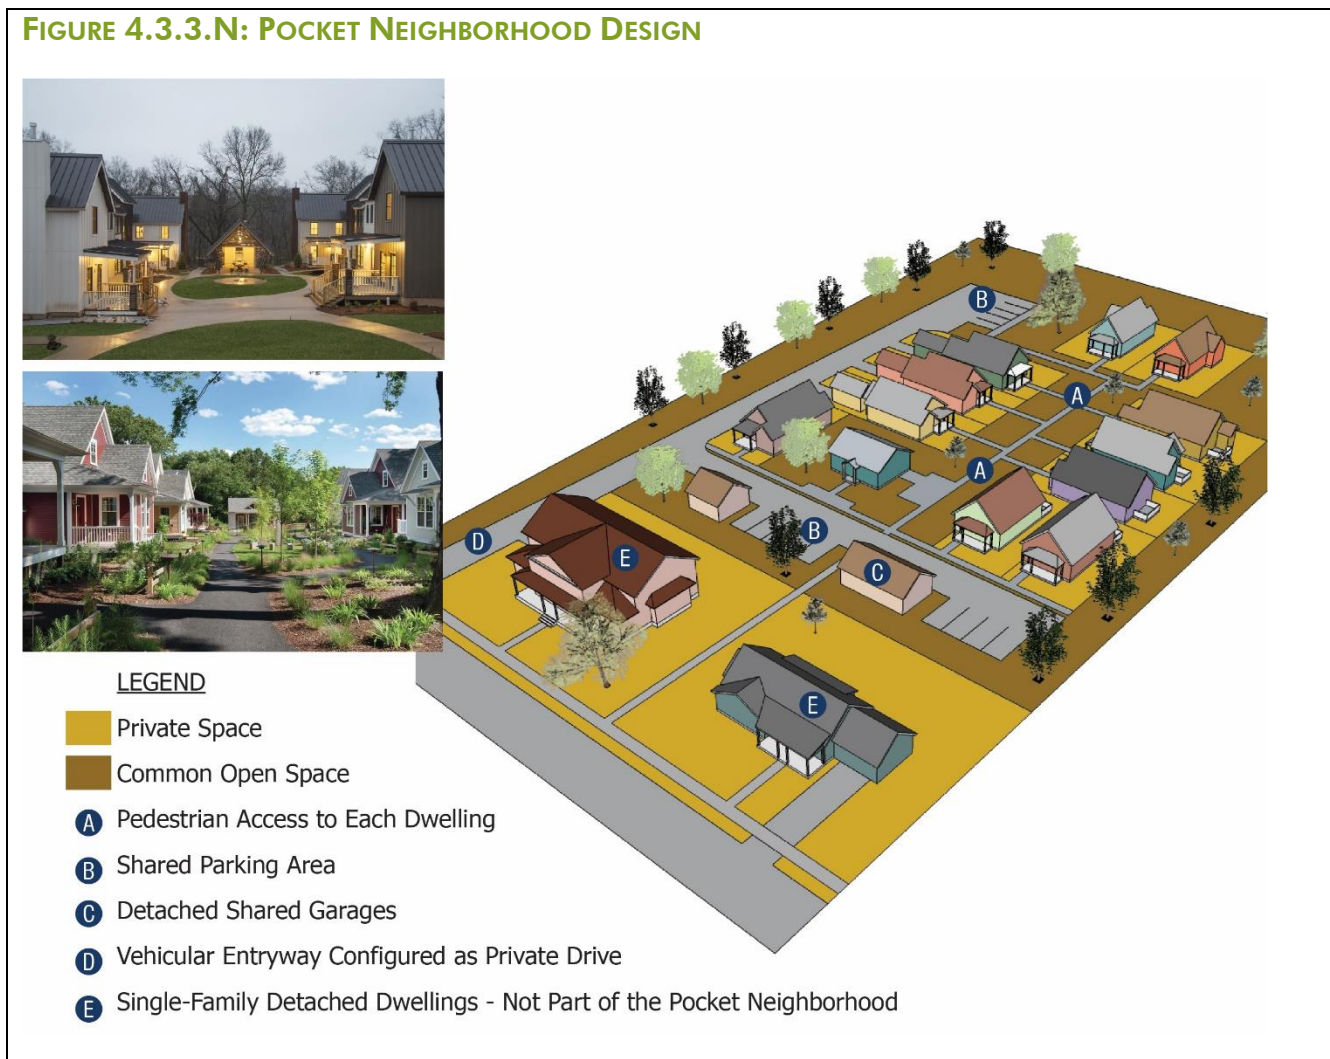 FIGURE 4.3.3.N: POCKET NEIGHBORHOOD DESIGN
B
A
A
B
D
E
C
E
LEGEND
Private Space
Common Open Space
A Pedestrian Access to Each Dwelling
B Shared Parking Area
C Detached Shared Garages
D Vehicular Entryway Configured as Private Drive
E Single-Family Detached Dwellings - Not Part of the Pocket Neighborhood